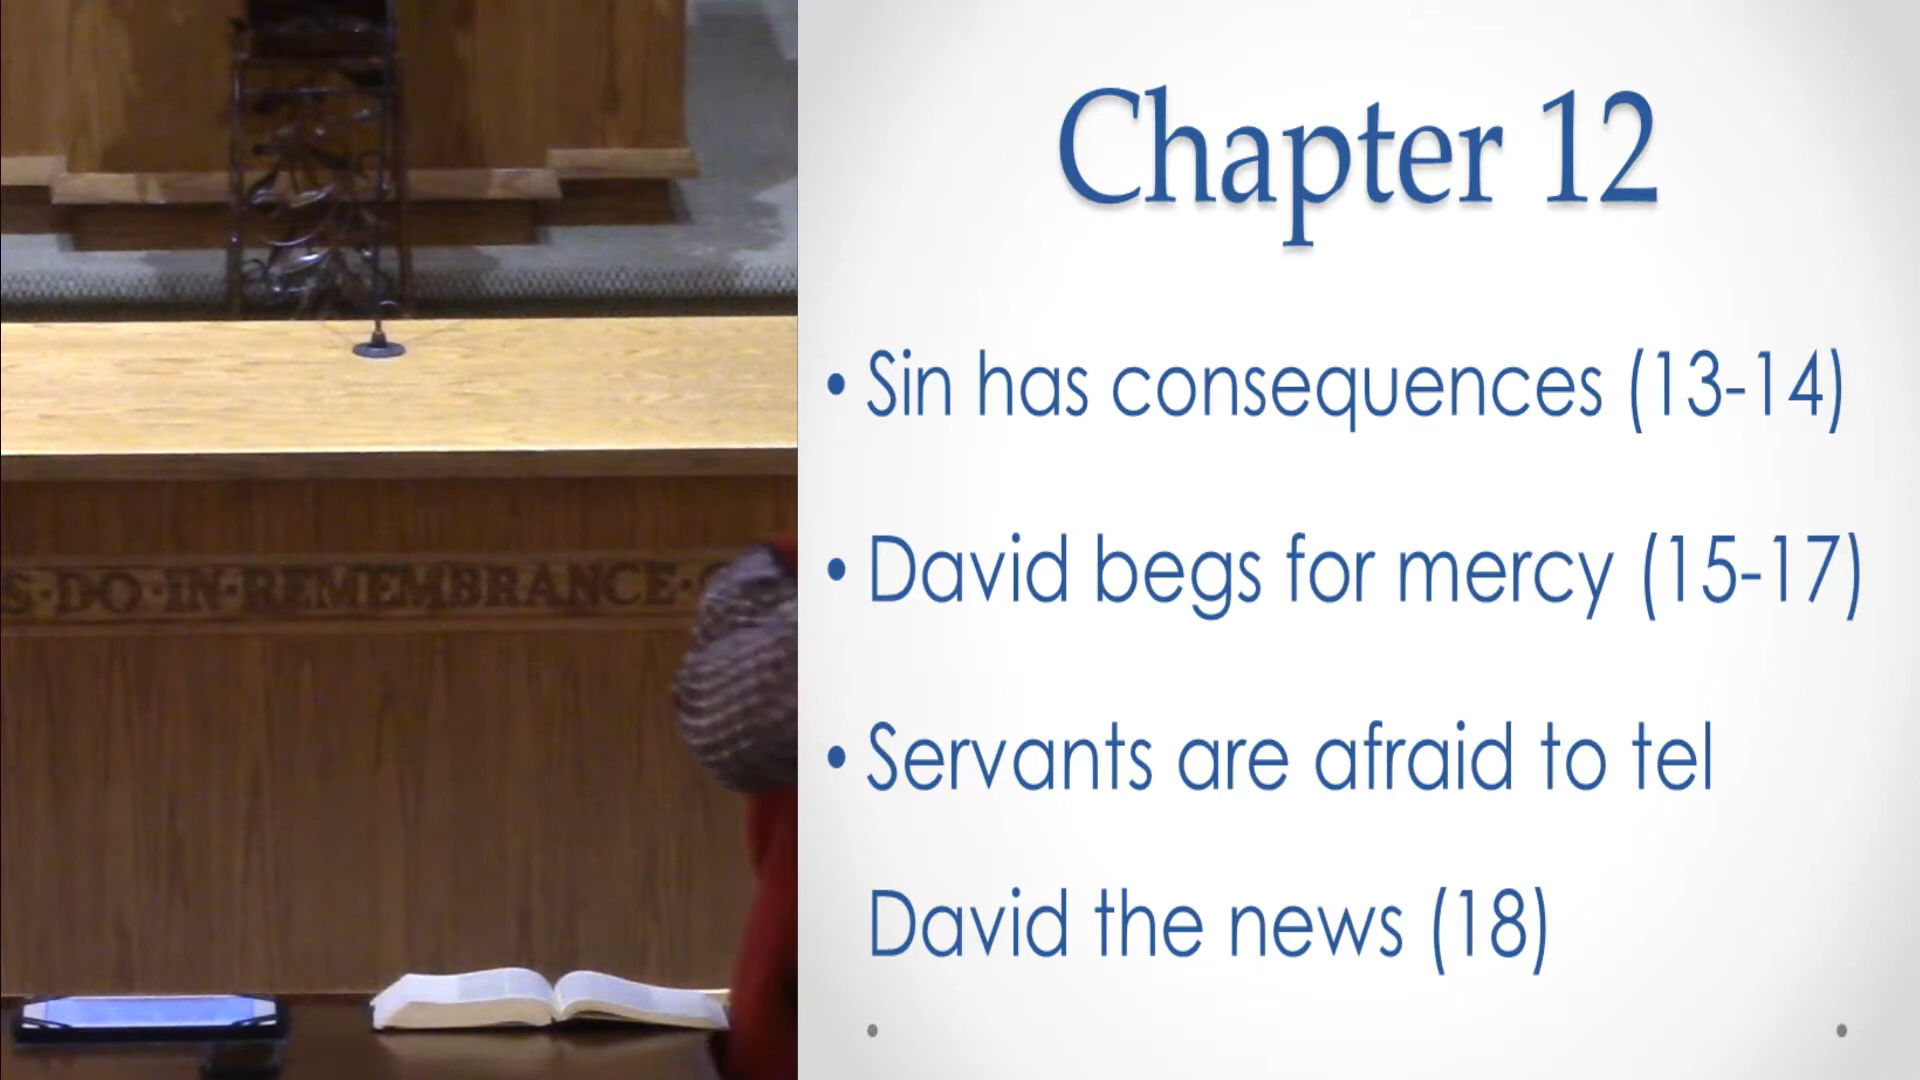 Chapter 12
• Sin has consequences (13-14)
• David begs for mercy (15-17)
• Servants are afraid to tel
David the news (18)
S·DO·IN·REMEMBRANCE·